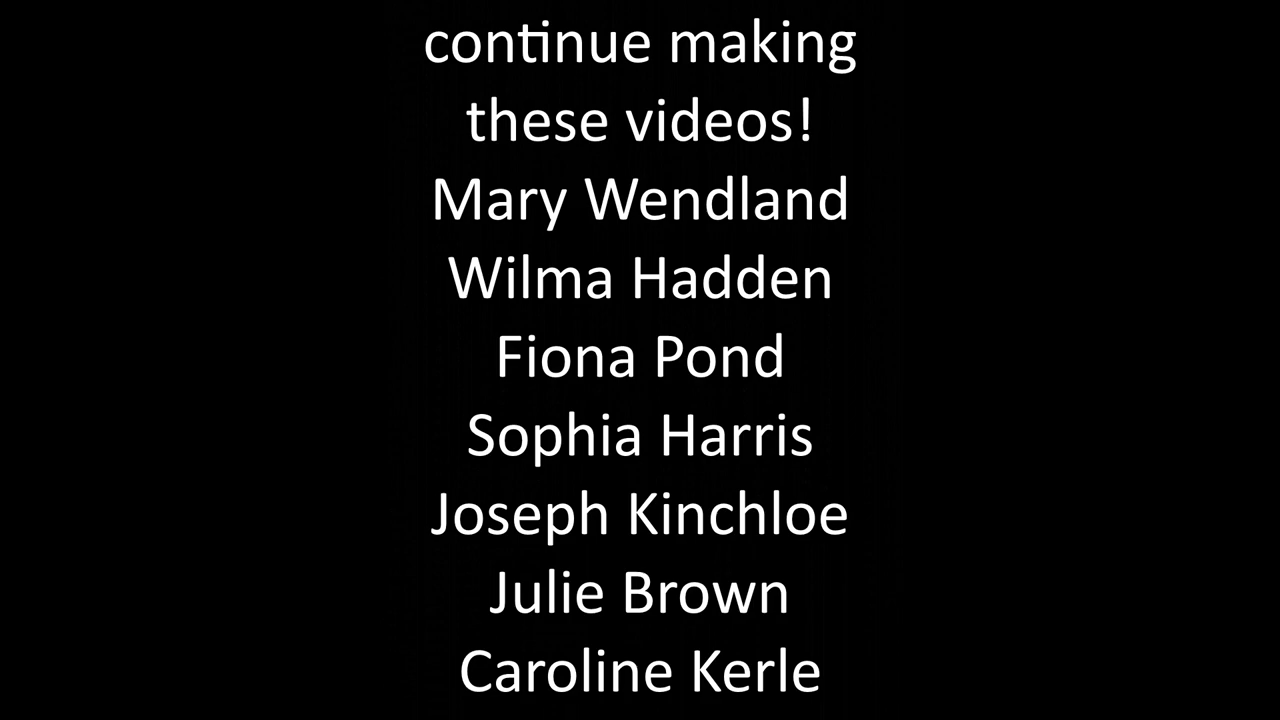 continue making
these videos!
Mary Wendland
Wilma Hadden
Fiona Pond
Sophia Harris
Joseph Kinchloe
Julie Brown
Caroline Kerle